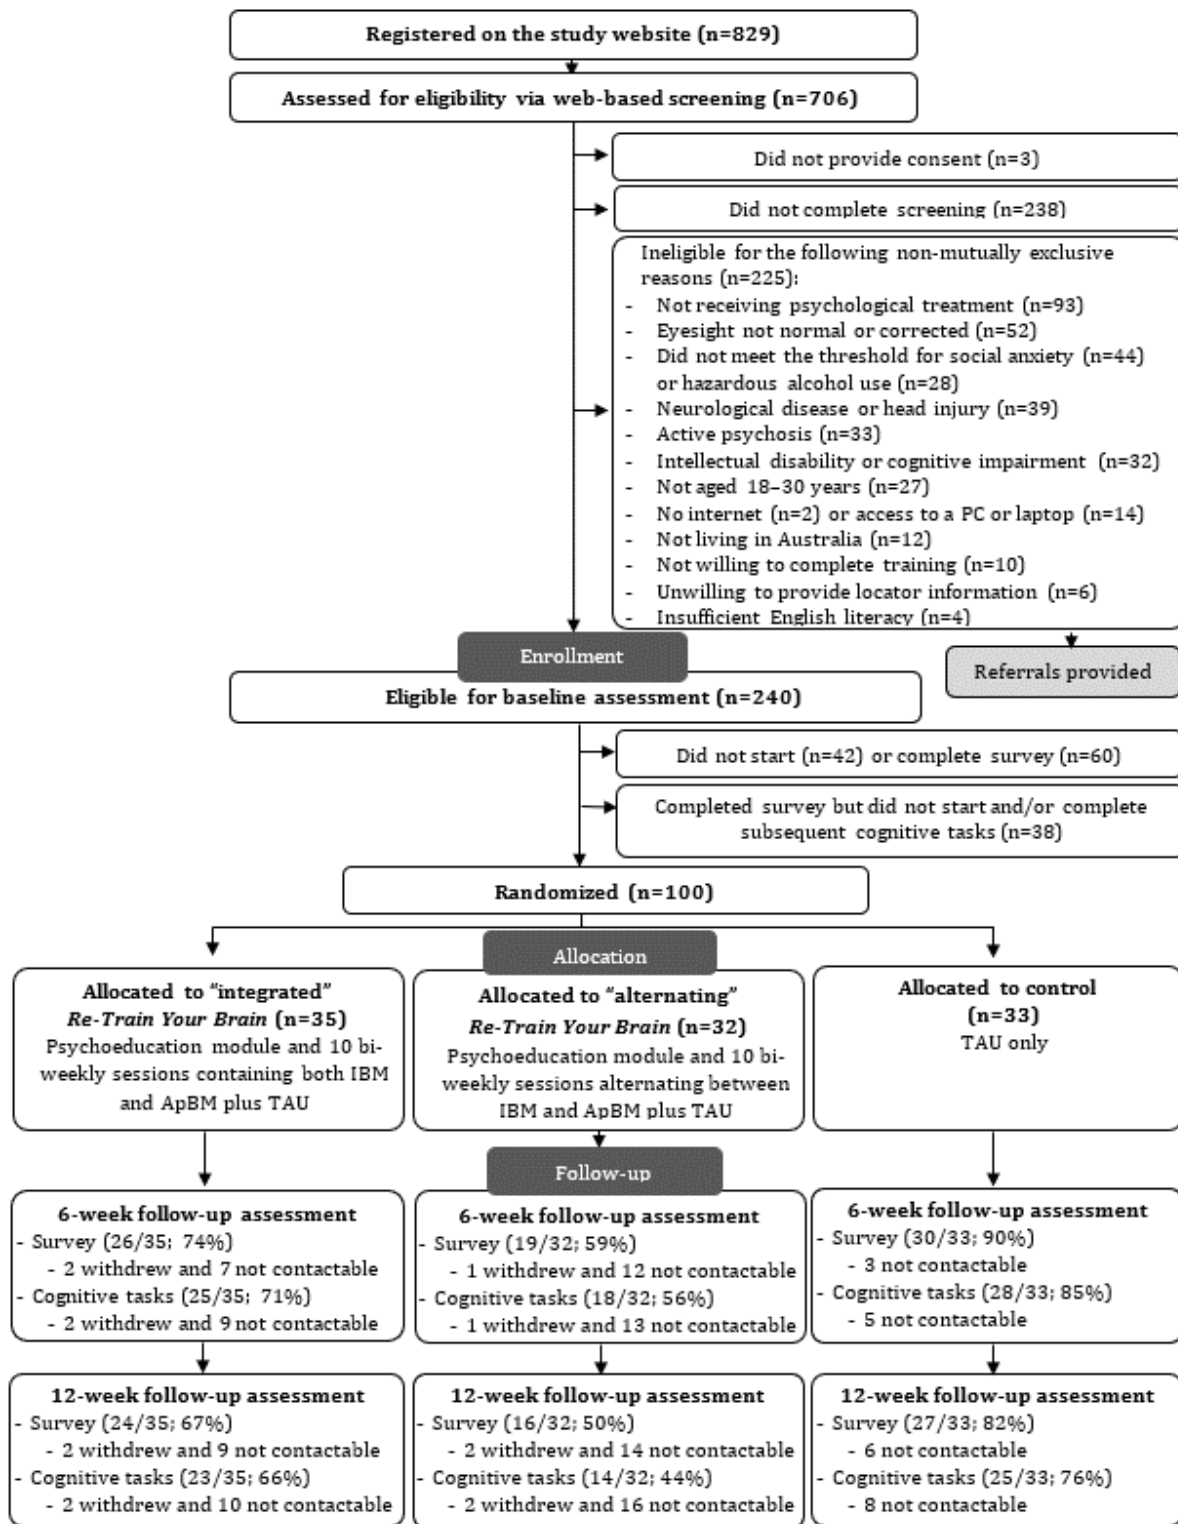 Registered on the study website (n=829)
Assessed for eligibility via web-based screening (n=706)
Did not provide consent (n=3)
Did not complete screening (n=238)
Ineligible for the following non-mutually exclusive
reasons (n=225):
- Not receiving psychological treatment (n=93)
- Eyesight not normal or corrected (n=52)
- Did not meet the threshold for social anxiety (n=44)
or hazardous alcohol use (n=28)
- Neurological disease or head injury (n=39)
- Active psychosis (n=33)
- Intellectual disability or cognitive impairment (n=32)
- Not aged 18–30 years (n=27)
- No internet (n=2) or access to a PC or laptop (n=14)
- Not living in Australia (n=12)
- Not willing to complete training (n=10)
- Unwilling to provide locator information (n=6)
- Insufficient English literacy (n=4)
Referrals provided
Enrollment
Eligible for baseline assessment (n=240)
Did not start (n=42) or complete survey (n=60)
Completed survey but did not start and/or complete
subsequent cognitive tasks (n=38)
Randomized (n=100)
Allocation
Allocated to “integrated”
Re-Train Your Brain (n=35)
Psychoeducation module and 10 bi-
weekly sessions containing both IBM
and ApBM plus TAU
Allocated to “alternating”
Re-Train Your Brain (n=32)
Psychoeducation module and 10 bi-
weekly sessions alternating between
IBM and ApBM plus TAU
Allocated to control
(n=33)
TAU only
Follow-up
6-week follow-up assessment
- Survey (26/35; 74%)
- 2 withdrew and 7 not contactable
- Cognitive tasks (25/35; 71%)
- 2 withdrew and 9 not contactable
6-week follow-up assessment
- Survey (19/32; 59%)
- 1 withdrew and 12 not contactable
- Cognitive tasks (18/32; 56%)
- 1 withdrew and 13 not contactable
6-week follow-up assessment
- Survey (30/33; 90%)
- 3 not contactable
- Cognitive tasks (28/33; 85%)
- 5 not contactable
12-week follow-up assessment
- Survey (24/35; 67%)
- 2 withdrew and 9 not contactable
- Cognitive tasks (23/35; 66%)
- 2 withdrew and 10 not contactable
12-week follow-up assessment
- Survey (16/32; 50%)
- 2 withdrew and 14 not contactable
- Cognitive tasks (14/32; 44%)
- 2 withdrew and 16 not contactable
12-week follow-up assessment
- Survey (27/33; 82%)
- 6 not contactable
- Cognitive tasks (25/33; 76%)
- 8 not contactable